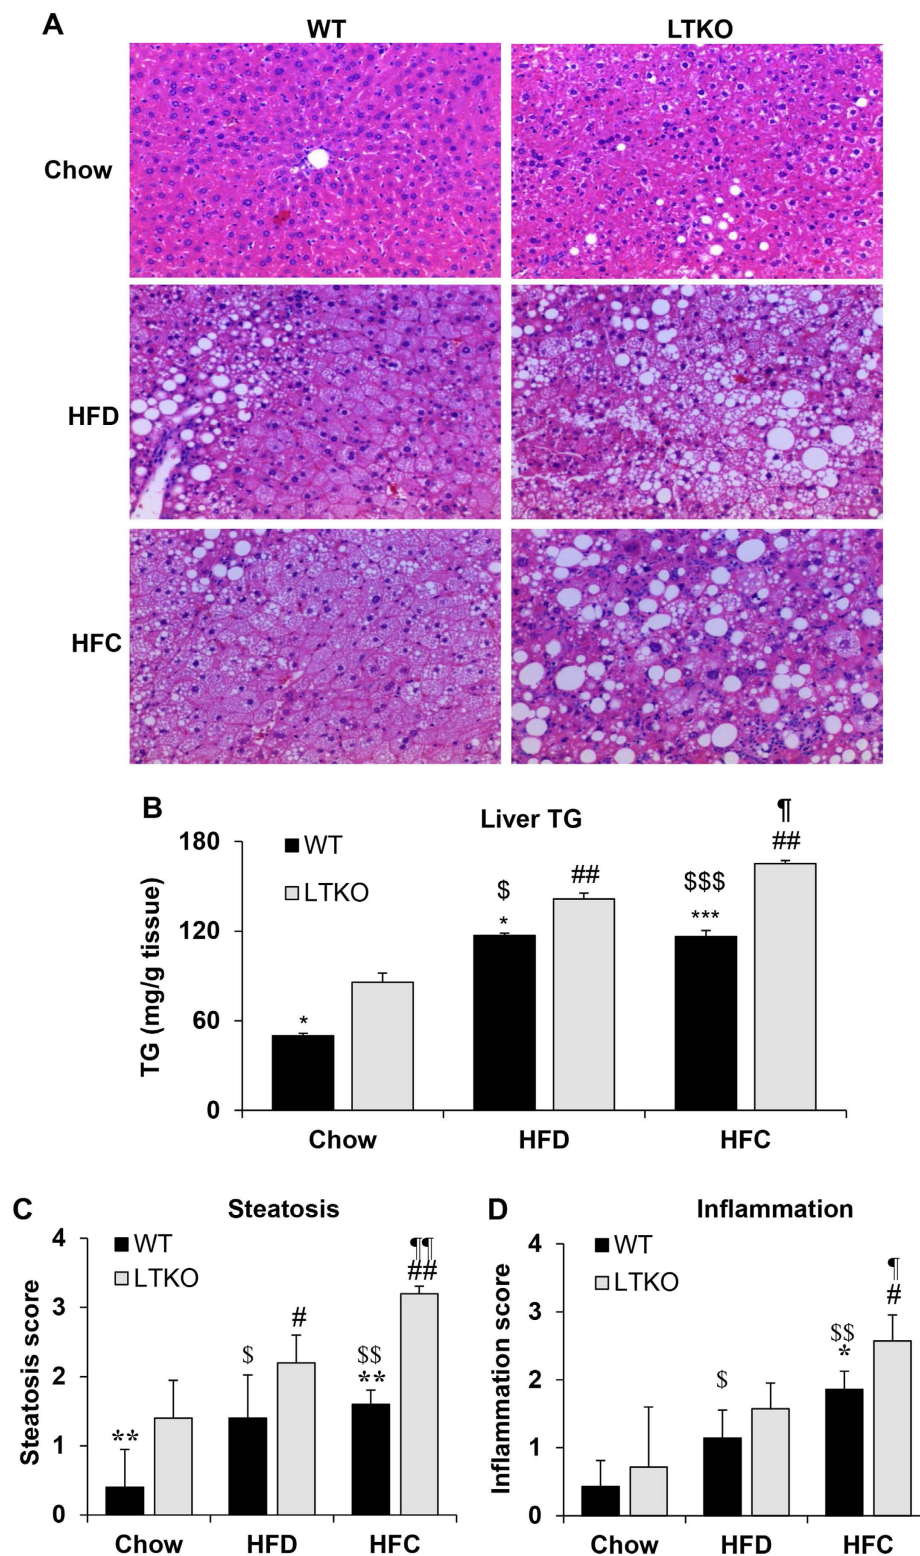 A
WT LTKO
Chow
HFD
HFC
B
Liver TG
TG (mg/g tissue)
180
120
60
0
WT
LTKO
*
$
*
##
$$$
***
¶
##
Chow HFD HFC
C
Steatosis
Steatosis score
4
3
2
1
0
WT
LTKO
**
$
#
$$
**
¶¶
##
Chow HFD HFC
D
Inflammation
Inflammation score
4
3
2
1
0
WT
LTKO
$
$$
*
¶
#
Chow HFD HFC